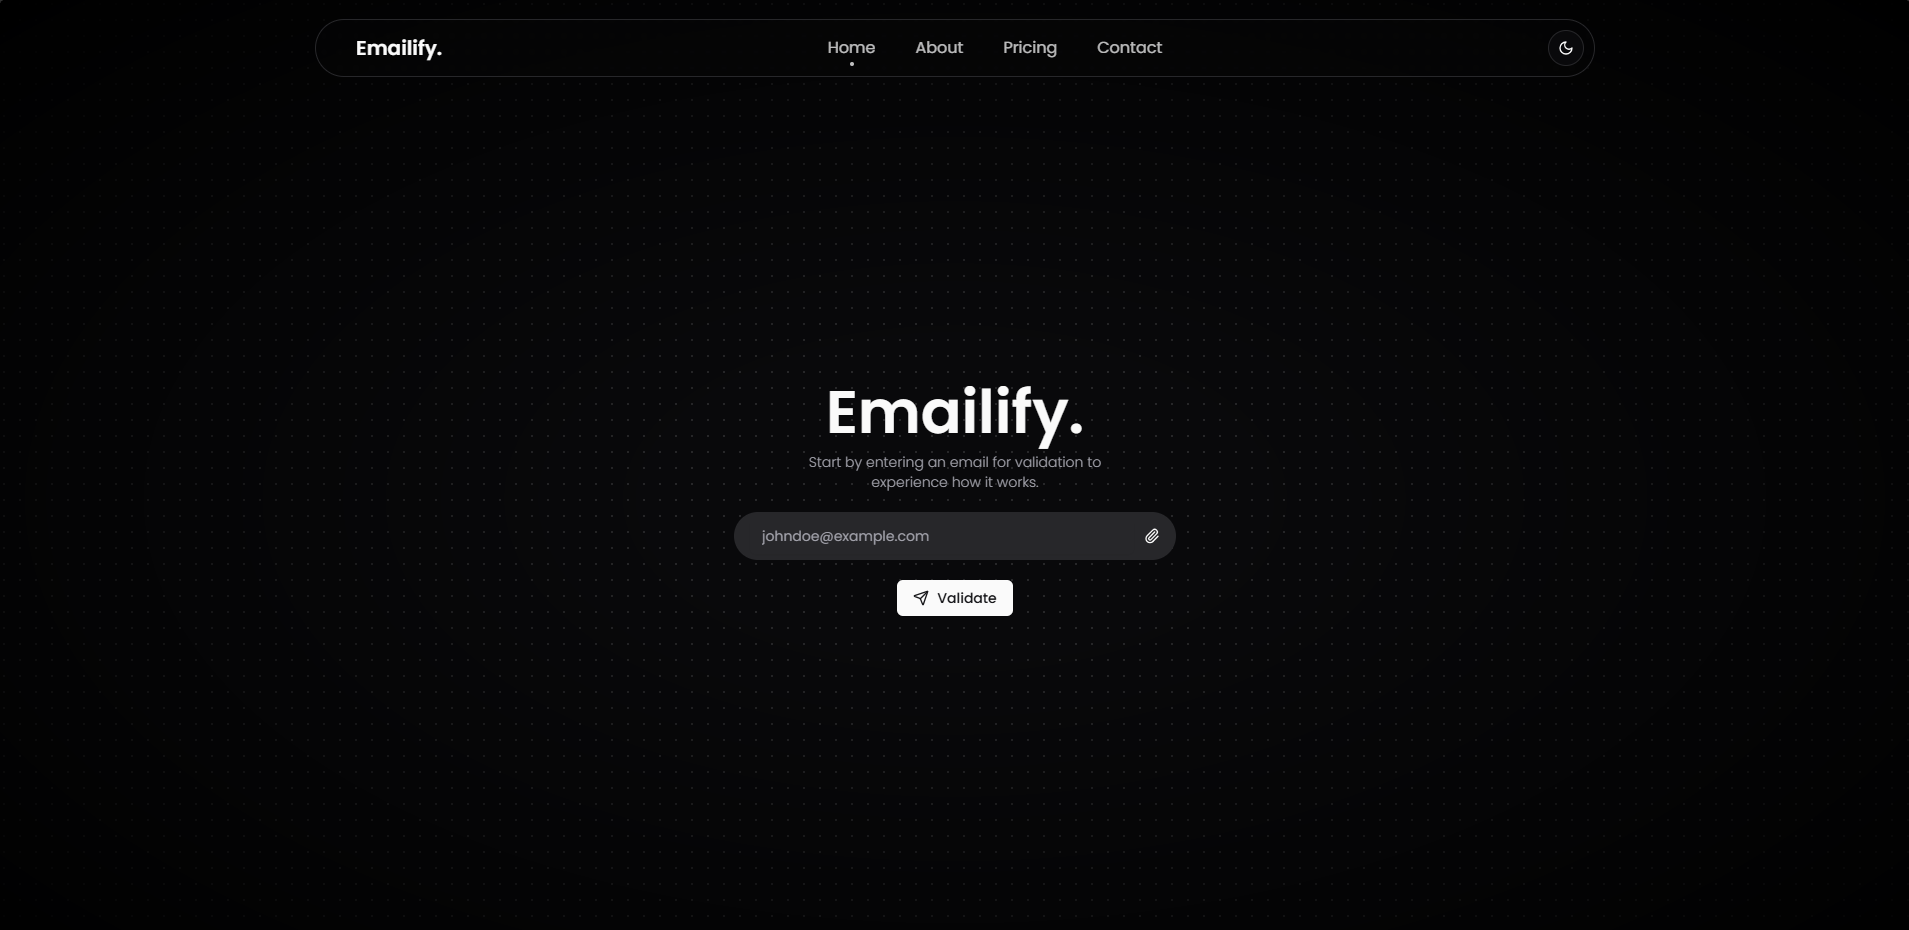 Emailify.
Home About Pricing Contact
Emailify.
Start by entering an email for validation to
experience how it works.
johndoe@example.com
Validate